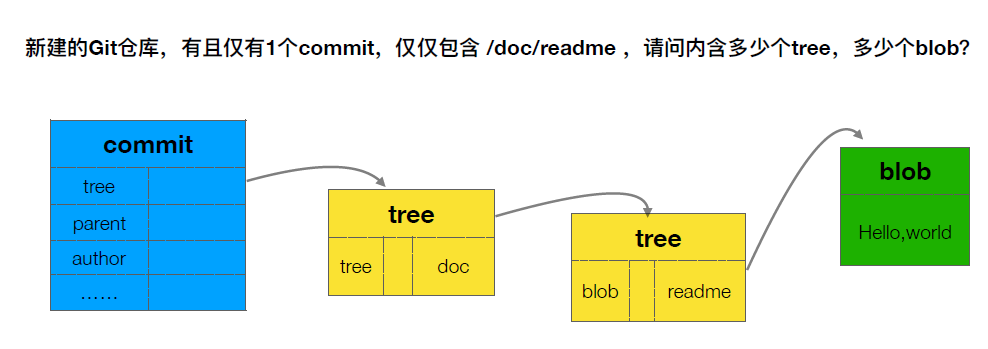 新建的Git仓库，有且仅有1个commit，仅仅包含 /doc/readme ，请问内含多少个tree，多少个blob?
commit
tree
parent
author
……
tree
tree doc
tree
blob readme
blob
Hello,world